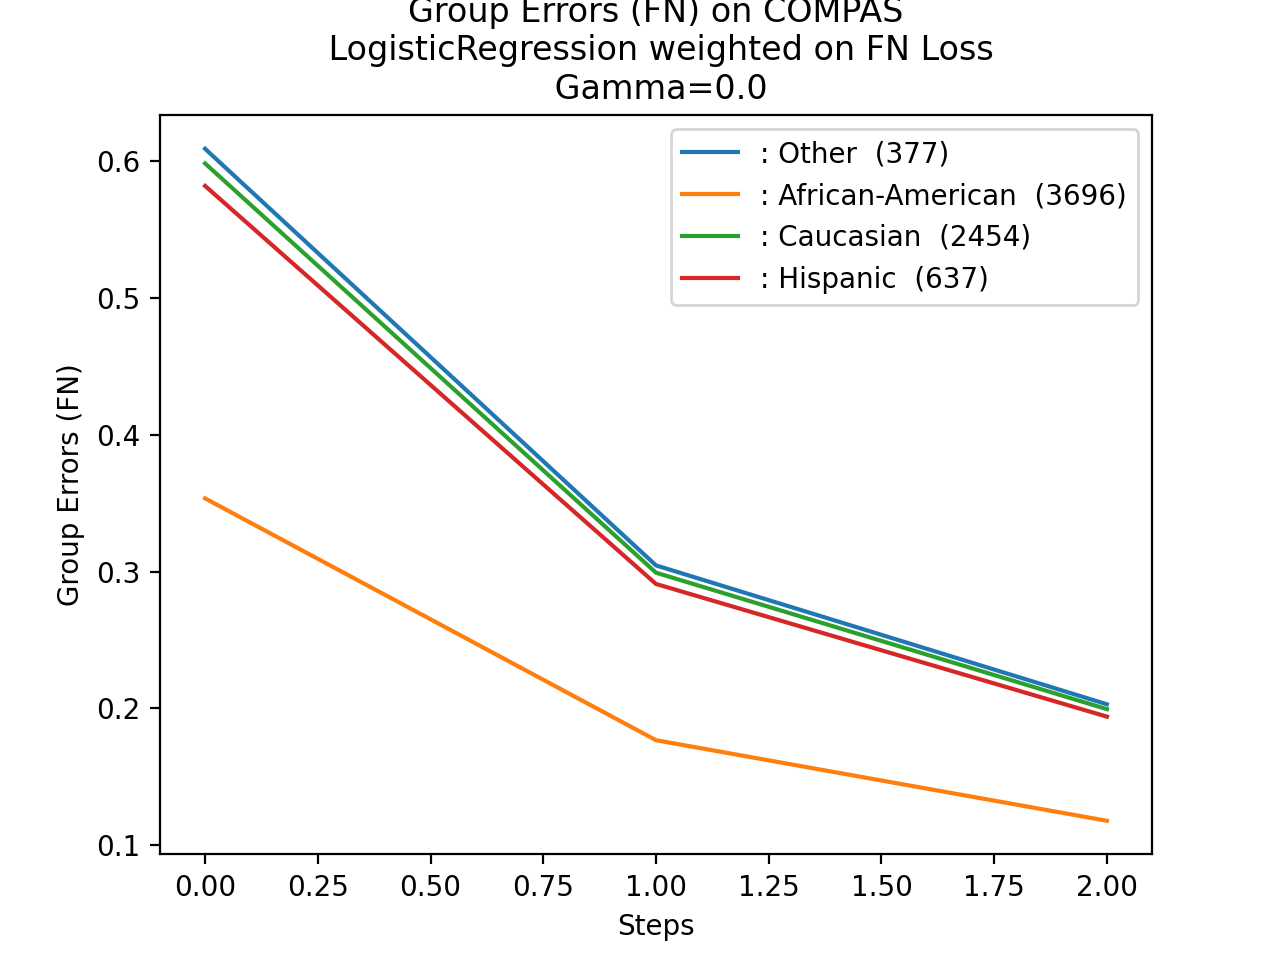 Group Errors (FN) on COMPAS
LogisticRegression weighted on FN Loss
Gamma=0.0
: Other (377)
: African-American (3696)
: Caucasian (2454)
: Hispanic (637)
Group Errors (FN)
0.6
0.5
0.4
0.3
0.2
0.1
0.00 0.25 0.50 0.75 1.00 1.25 1.50 1.75 2.00
Steps